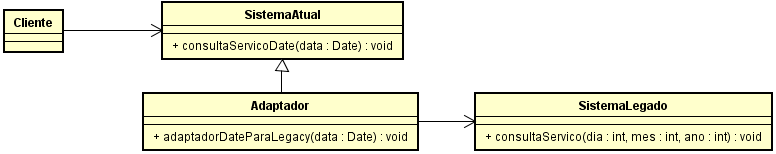 Cliente
SistemaAtual
+ consultaServicoDate(data : Date) : void
Adaptador
+ adaptadorDateParaLegacy(data : Date) : void
SistemaLegado
+ consultaServico(dia : int, mes : int, ano : int) : void